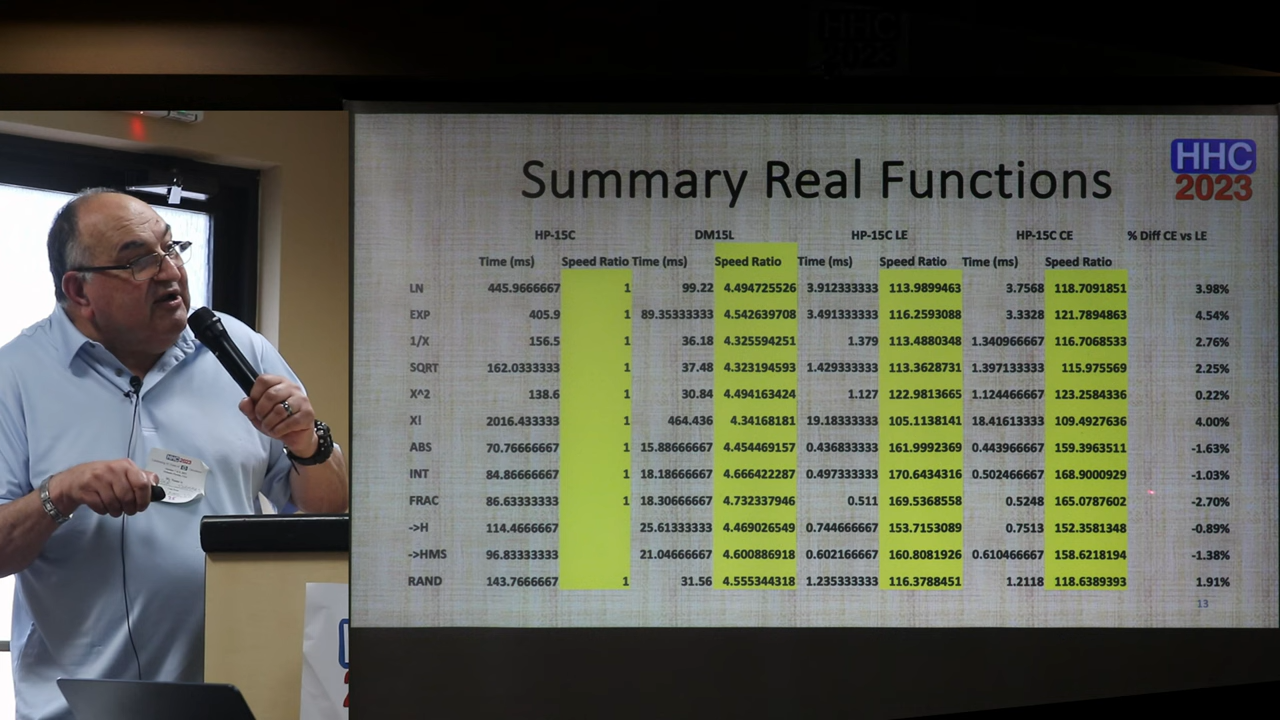 HHC
2023
Summary Real Functions
HHC
2023
HP-15C DM15L HP-15C LE HP-15C CE % Diff CE vs LE
Time (ms) Speed Ratio Time (ms) Speed Ratio Time (ms) Speed Ratio Time (ms) Speed Ratio
LN 445.9666667 1 99.22 4.494725526 3.912333333 113.9899463 3.7568 118.7091851 3.98%
EXP 405.9 1 89.35333333 4.542639708 3.491333333 116.2593088 3.3328 121.7894863 4.54%
1/X 156.5 1 36.18 4.325594251 1.379 113.4880348 1.340966667 116.7068533 2.76%
SQRT 162.0333333 1 37.48 4.323194593 1.429333333 113.3628731 1.397133333 115.975569 2.25%
X^2 138.6 1 30.84 4.494163424 1.127 122.9813665 1.124466667 123.2584336 0.22%
X! 2016.433333 1 464.436 4.34168181 19.18333333 105.1138141 18.41613333 109.4927636 4.00%
ABS 70.76666667 1 15.88666667 4.454469157 0.436833333 161.9992369 0.443966667 159.3963511 -1.63%
INT 84.86666667 1 18.18666667 4.666422287 0.497333333 170.6434316 0.502466667 168.9000929 -1.03%
FRAC 86.63333333 1 18.30666667 4.732337946 0.511 169.5368558 0.5248 165.0787602 -2.70%
->H 114.4666667 25.61333333 4.469026549 0.744666667 153.7153089 0.7513 152.3581348 -0.89%
->HMS 96.83333333 21.04666667 4.600886918 0.602166667 160.8081926 0.610466667 158.6218194 -1.38%
RAND 143.7666667 1 31.56 4.555344318 1.235333333 116.3788451 1.2118 118.6389393 1.91%
13